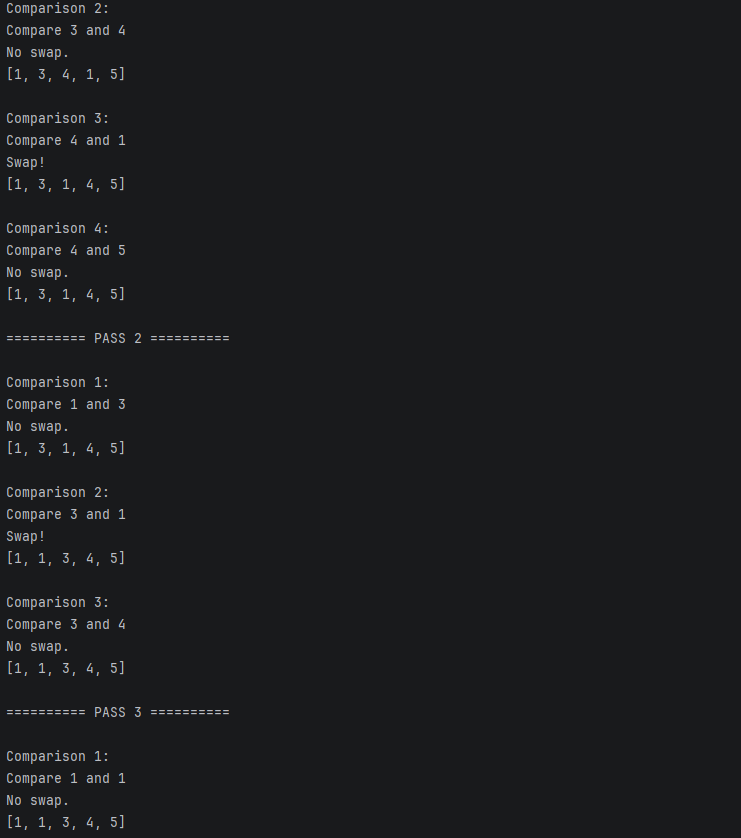 Comparison 2:
Compare 3 and 4
No swap.
[1, 3, 4, 1, 5]
Comparison 3:
Compare 4 and 1
Swap!
[1, 3, 1, 4, 5]
Comparison 4:
Compare 4 and 5
No swap.
[1, 3, 1, 4, 5]
========== PASS 2 ==========
Comparison 1:
Compare 1 and 3
No swap.
[1, 3, 1, 4, 5]
Comparison 2:
Compare 3 and 1
Swap!
[1, 1, 3, 4, 5]
Comparison 3:
Compare 3 and 4
No swap.
[1, 1, 3, 4, 5]
========== PASS 3 ==========
Comparison 1:
Compare 1 and 1
No swap.
[1, 1, 3, 4, 5]